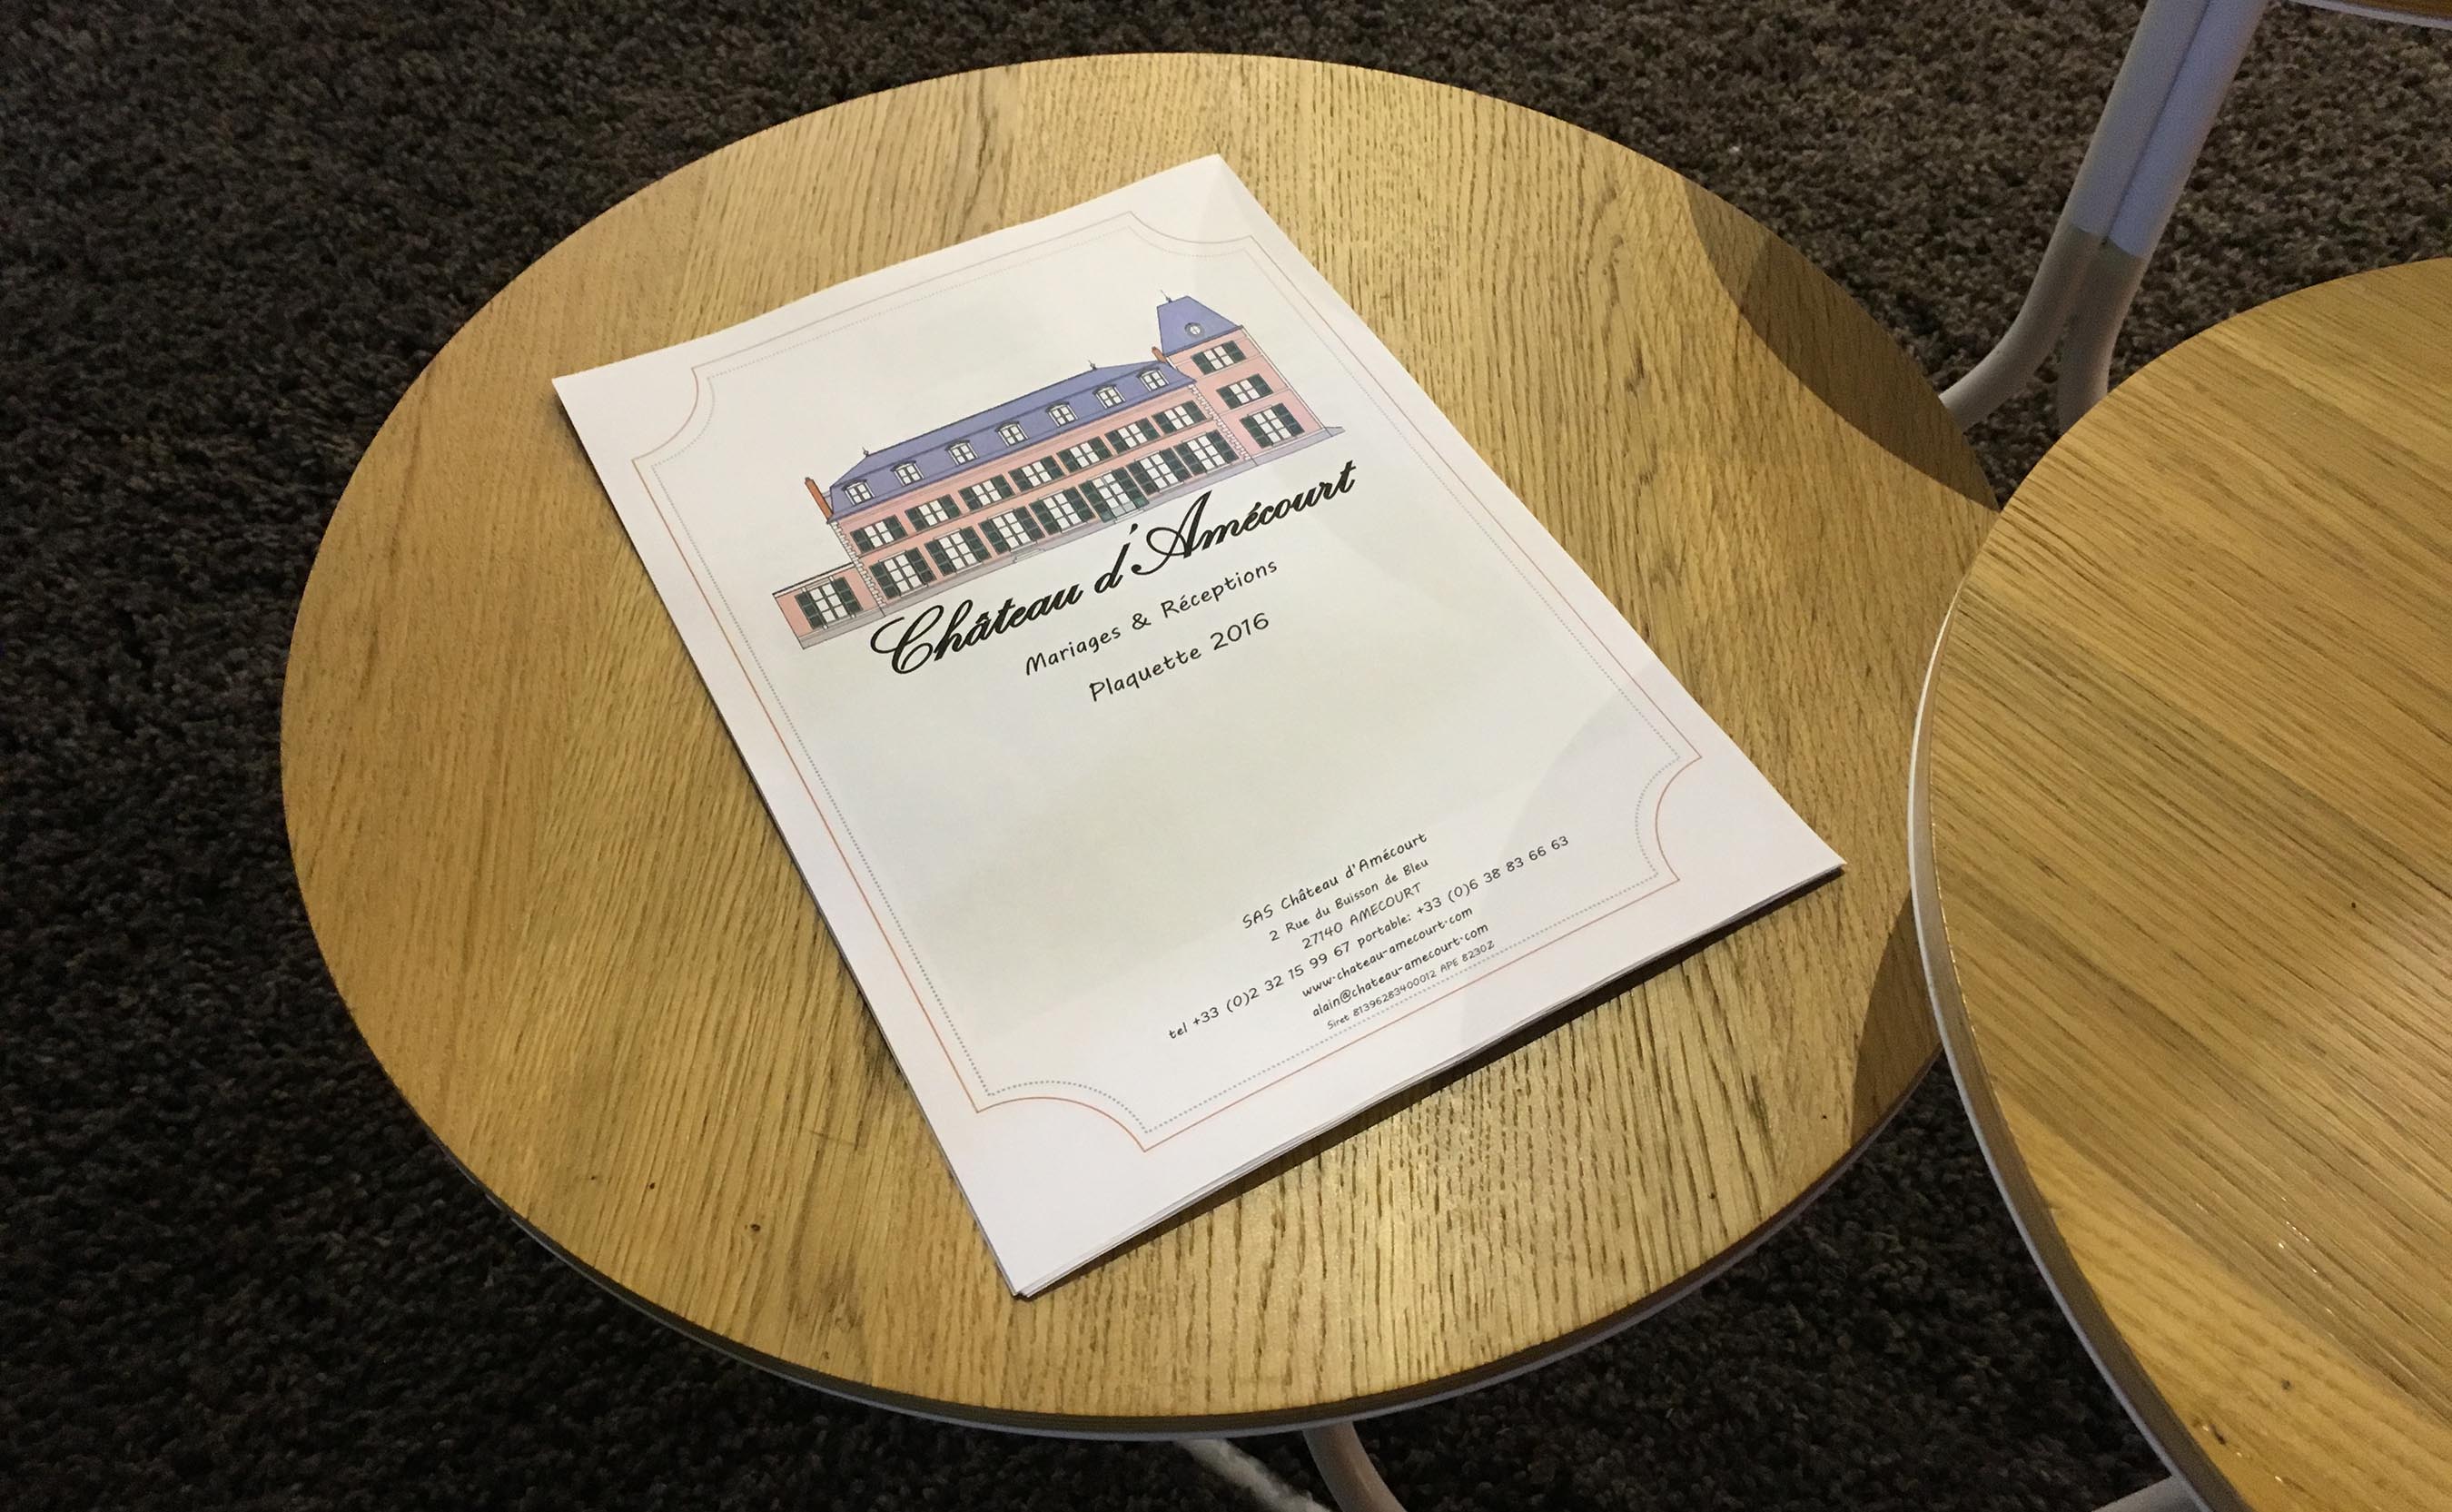 Château d'Amécourt
Mariages & Réceptions
Plaquette 2016
SAS Château d'Amécourt
2 Rue du Buisson de Bleu
27140 AMECOURT
tel +33 (0)2 32 15 99 67 portable: +33 (0)6 38 83 66 63
www.chateau-amecourt.com
alain@chateau-amecourt.com
Siret 81396283400012 APE 8230Z